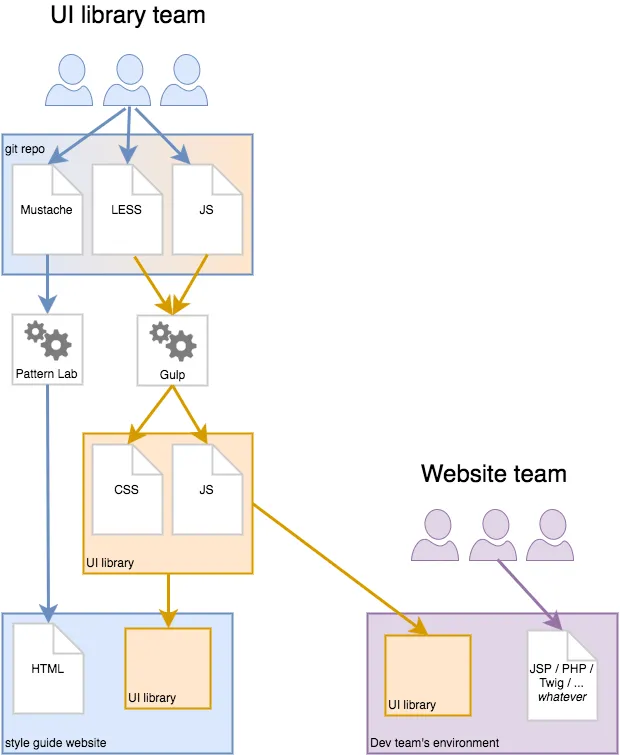 UI library team
git repo
Mustache
LESS
JS
Pattern Lab
Gulp
CSS
JS
UI library
Website team
HTML
UI library
style guide website
UI library
JSP / PHP /
Twig / ...
whatever
Dev team's environment